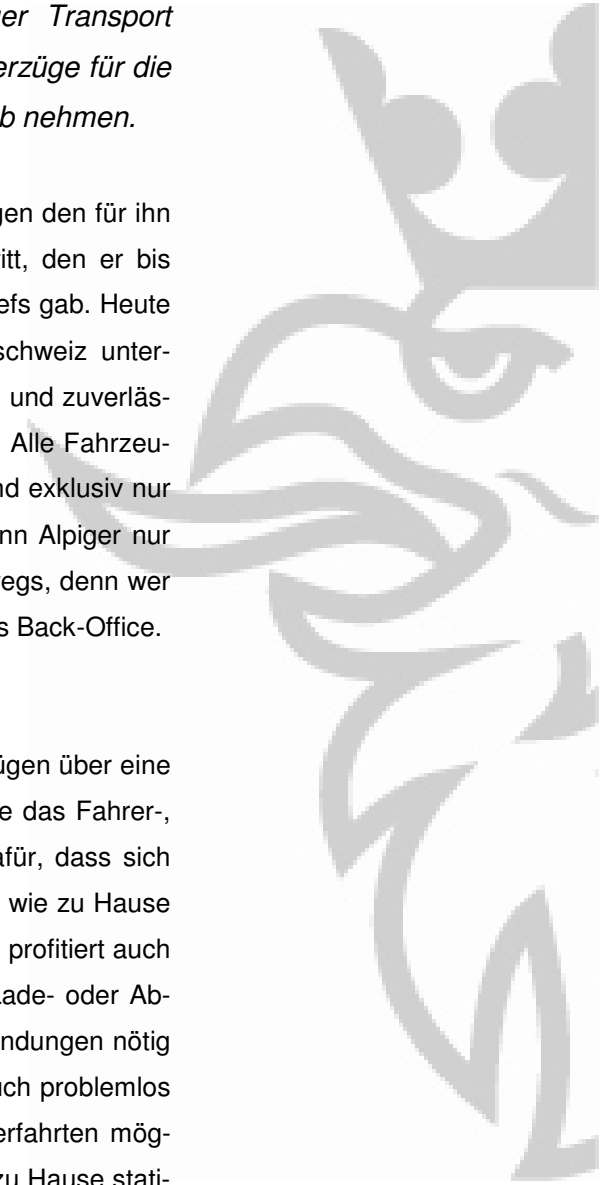 er Transport
erzüge für die
b nehmen.
gen den für ihn
itt, den er bis
efs gab. Heute
schweiz unter-
und zuverläs-
Alle Fahrzeu-
nd exklusiv nur
nn Alpiger nur
egs, denn wer
s Back-Office.
ügen über eine
e das Fahrer-,
afür, dass sich
wie zu Hause
profitiert auch
ade- oder Ab-
ndungen nötig
uch problemlos
erfahrten mög-
zu Hause stati-